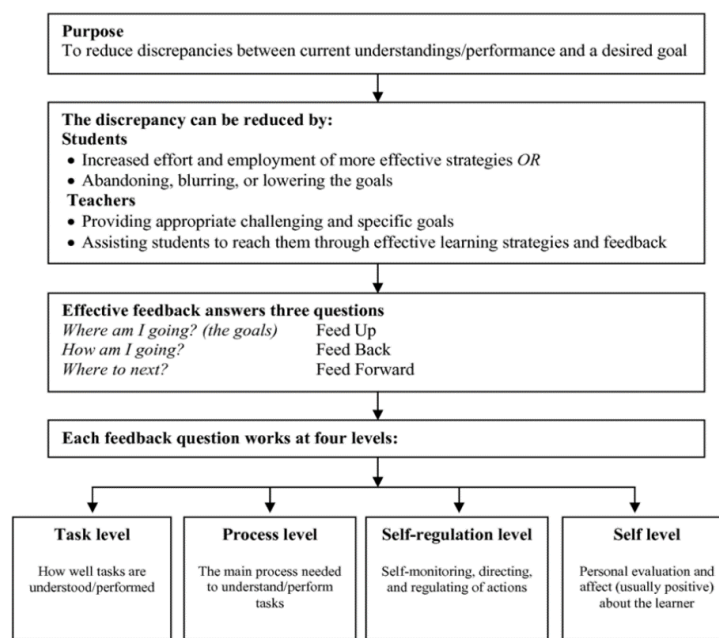 Purpose
To reduce discrepancies between current understandings/performance and a desired goal
The discrepancy can be reduced by:
Students
• Increased effort and employment of more effective strategies OR
• Abandoning, blurring, or lowering the goals
Teachers
• Providing appropriate challenging and specific goals
• Assisting students to reach them through effective learning strategies and feedback
Effective feedback answers three questions
Where am I going? (the goals) Feed Up
How am I going? Feed Back
Where to next? Feed Forward
Each feedback question works at four levels:
Task level
How well tasks are
understood/performed
Process level
The main process needed
to understand/perform
tasks
Self-regulation level
Self-monitoring, directing,
and regulating of actions
Self level
Personal evaluation and
affect (usually positive)
about the learner